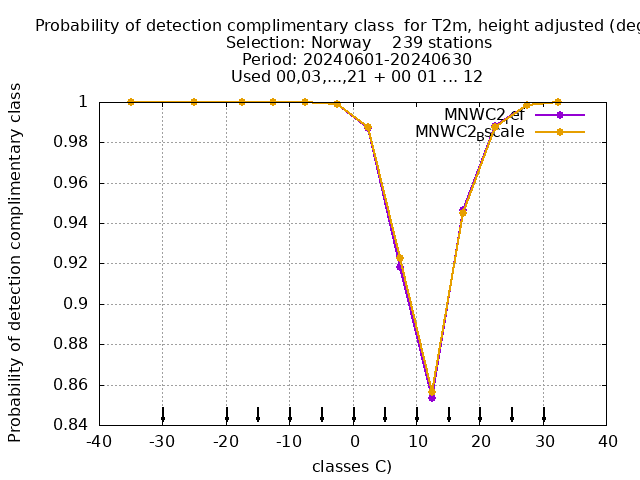 Probability of detection complimentary class  for T2m, height adjusted (deg
Selection: Norway    239 stations
Period: 20240601-20240630
Used 00,03,...,21 + 00 01 ... 12
Probability of detection complimentary class
1
0.98
0.96
0.94
0.92
0.9
0.88
0.86
0.84
MNWC2ref
MNWC2Bscale
-40
-30
-20
-10
0
10
20
30
40
classes C)